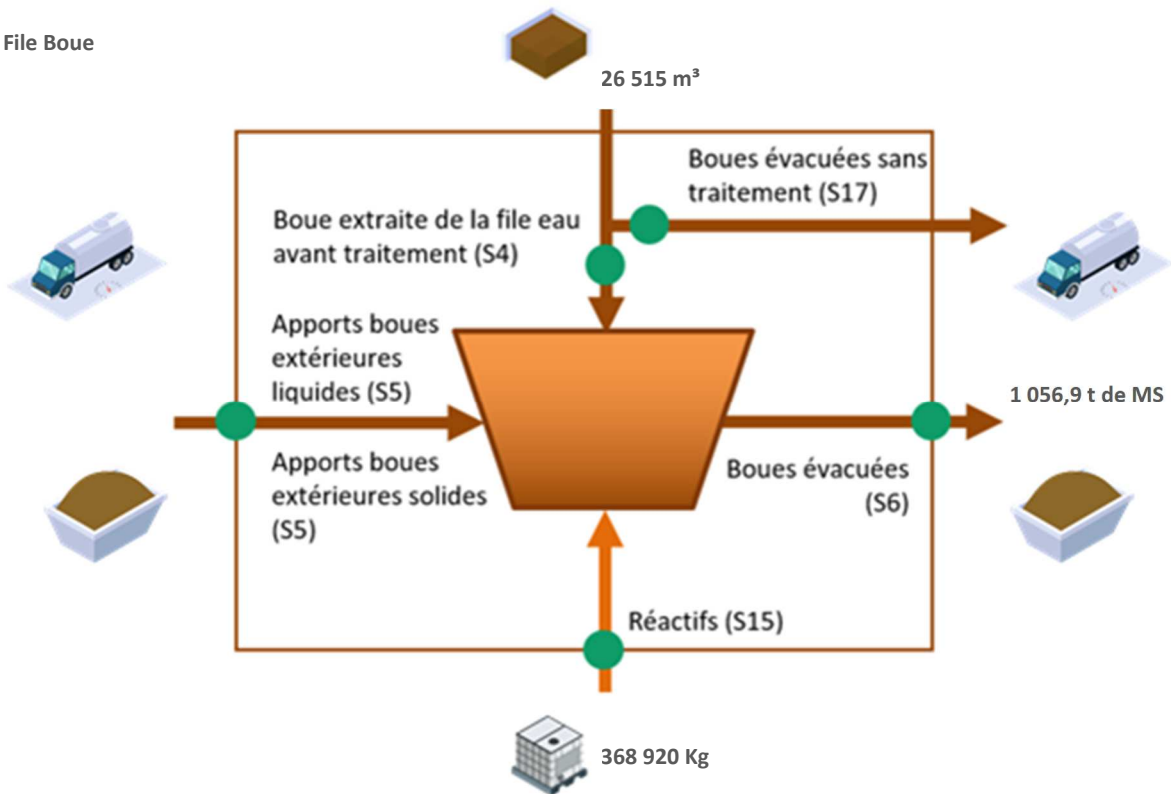 File Boue
26 515 m³
Boues évacuées sans
traitement (S17)
Boue extraite de la file eau
avant traitement (S4)
Apports boues
extérieures
liquides (S5)
1 056,9 t de MS
Apports boues
extérieures solides
(S5)
Boues évacuées
(S6)
Réactifs (S15)
368 920 Kg